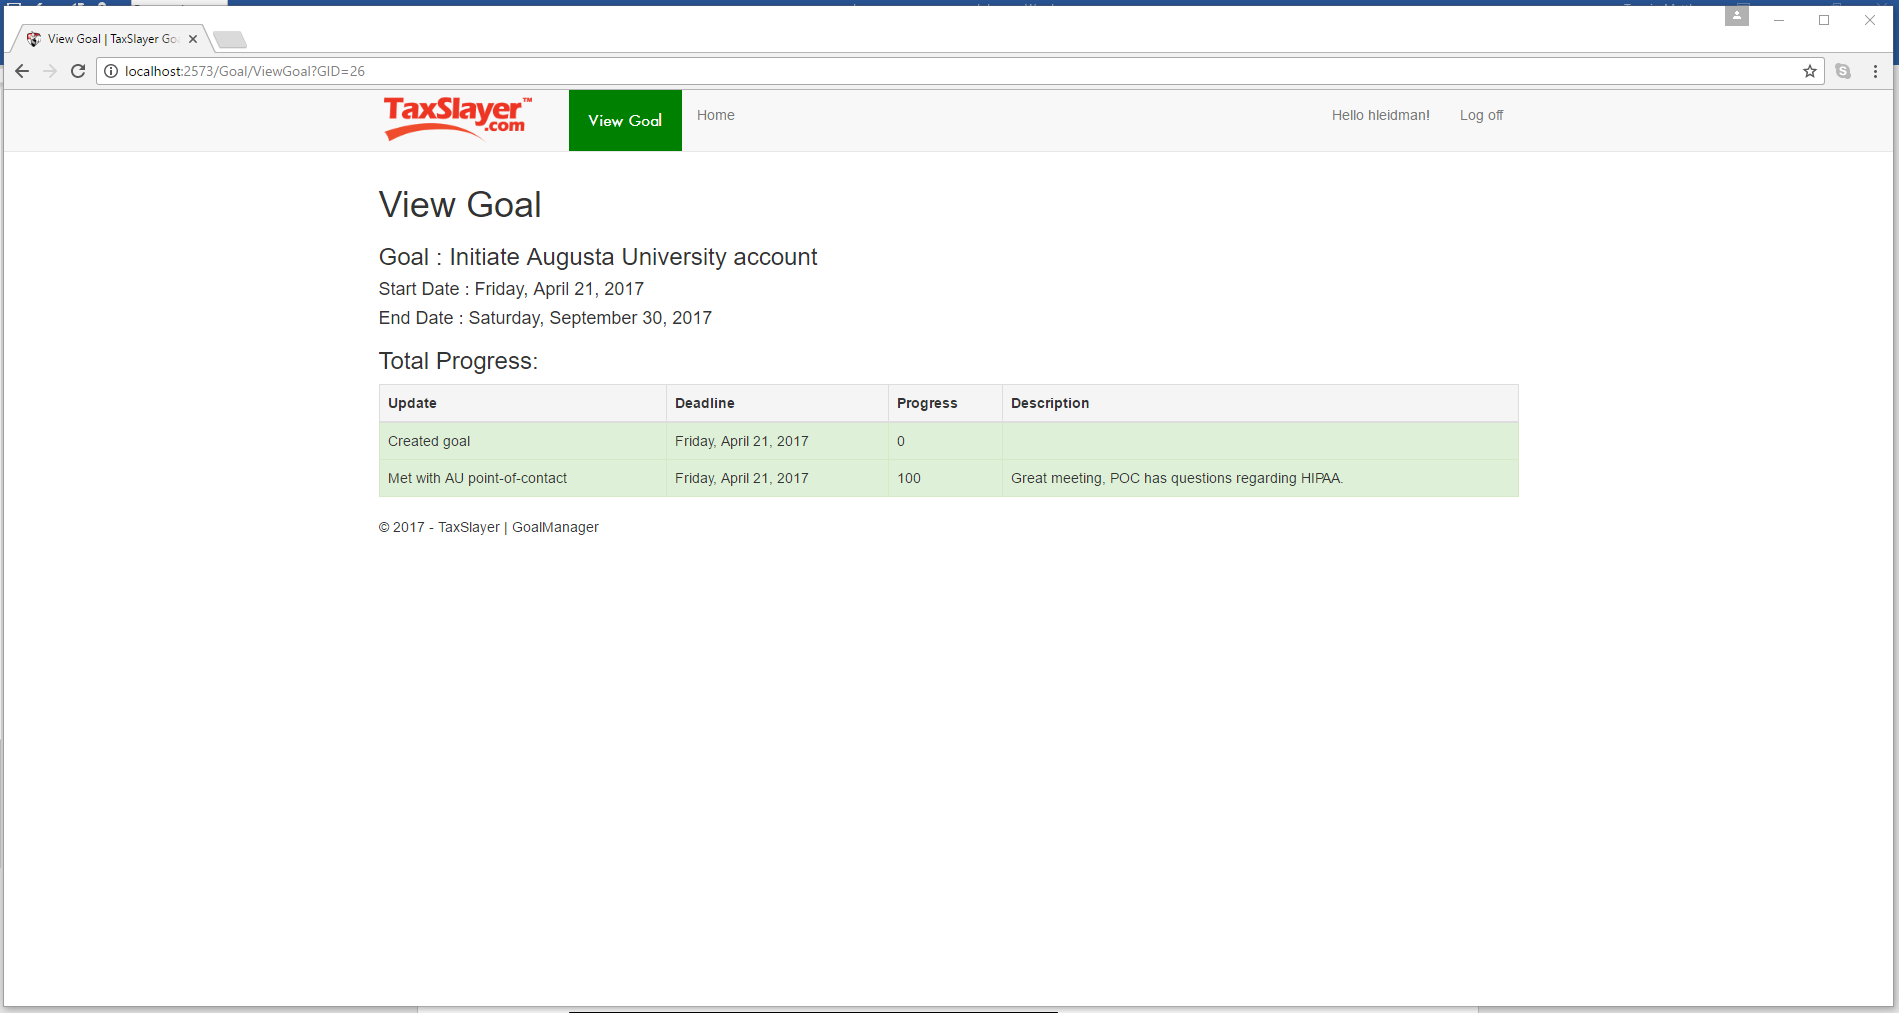 View Goal | TaxSlayer Go
localhost:2573/Goal/ViewGoal?GID=26
TaxSlayer™
.com
View Goal
Home
Hello hleidman!
Log off
View Goal
Goal : Initiate Augusta University account
Start Date : Friday, April 21, 2017
End Date : Saturday, September 30, 2017
Total Progress:
Update Deadline Progress Description
Created goal Friday, April 21, 2017 0
Met with AU point-of-contact Friday, April 21, 2017 100 Great meeting, POC has questions regarding HIPAA.
© 2017 - TaxSlayer | GoalManager